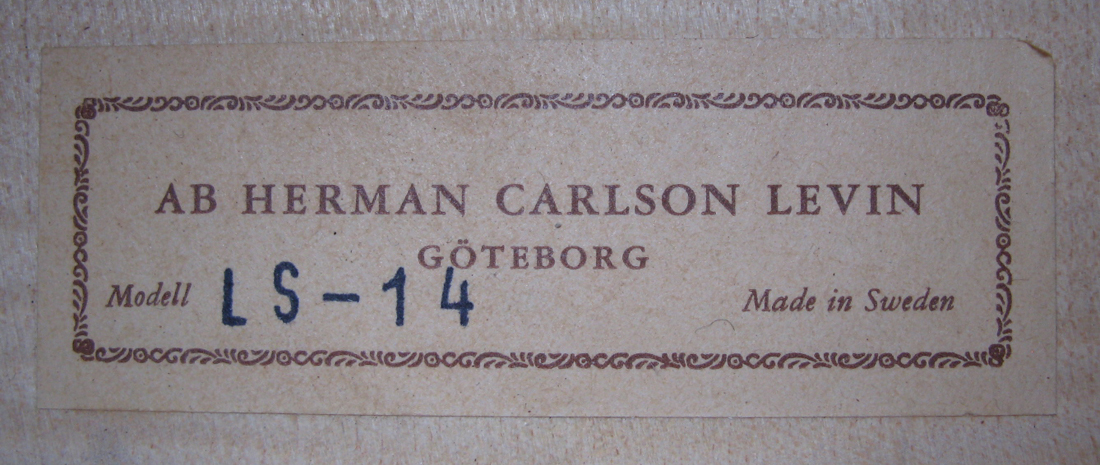 AB HERMAN CARLSON LEVIN
GÖTEBORG
Modell LS-14 Made in Sweden